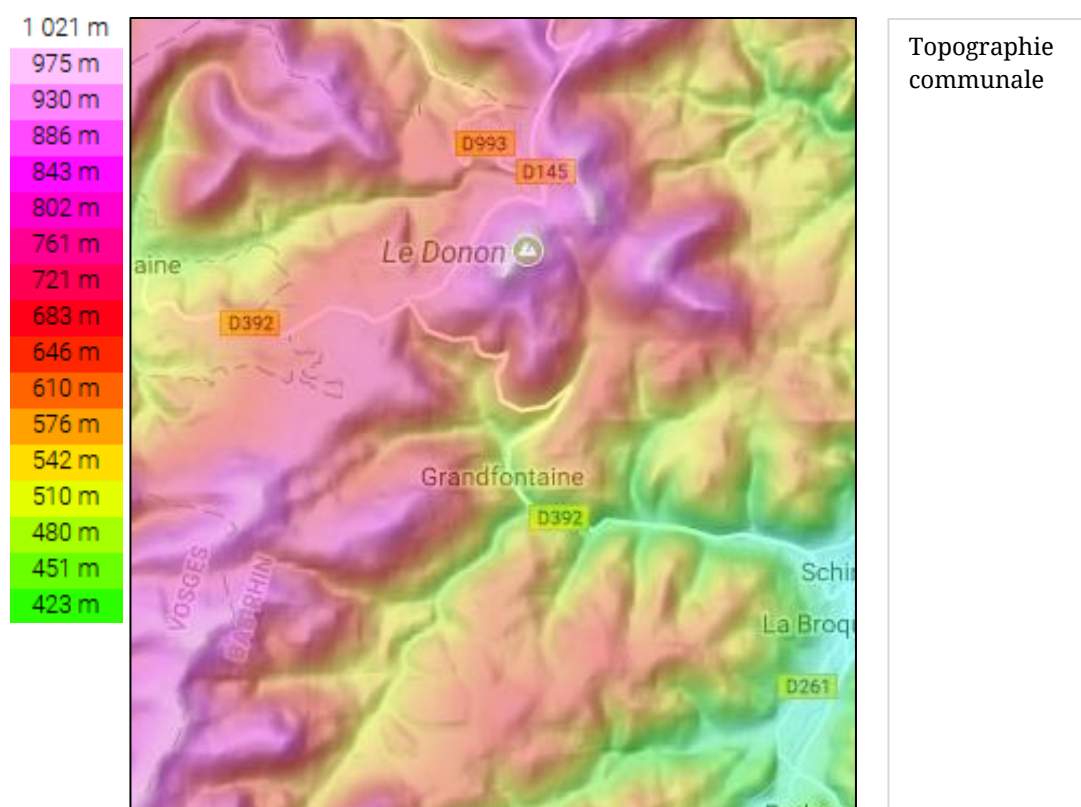 1 021 m
975 m
930 m
886 m
843 m
802 m
761 m
721 m
683 m
646 m
610 m
576 m
542 m
510 m
480 m
451 m
423 m
D993
D145
Le Donon
aine
D392
Grandfontaine
D392
VOSGES
BAS-RHIN
Schir
La Broqu
D261
Topographie
communale